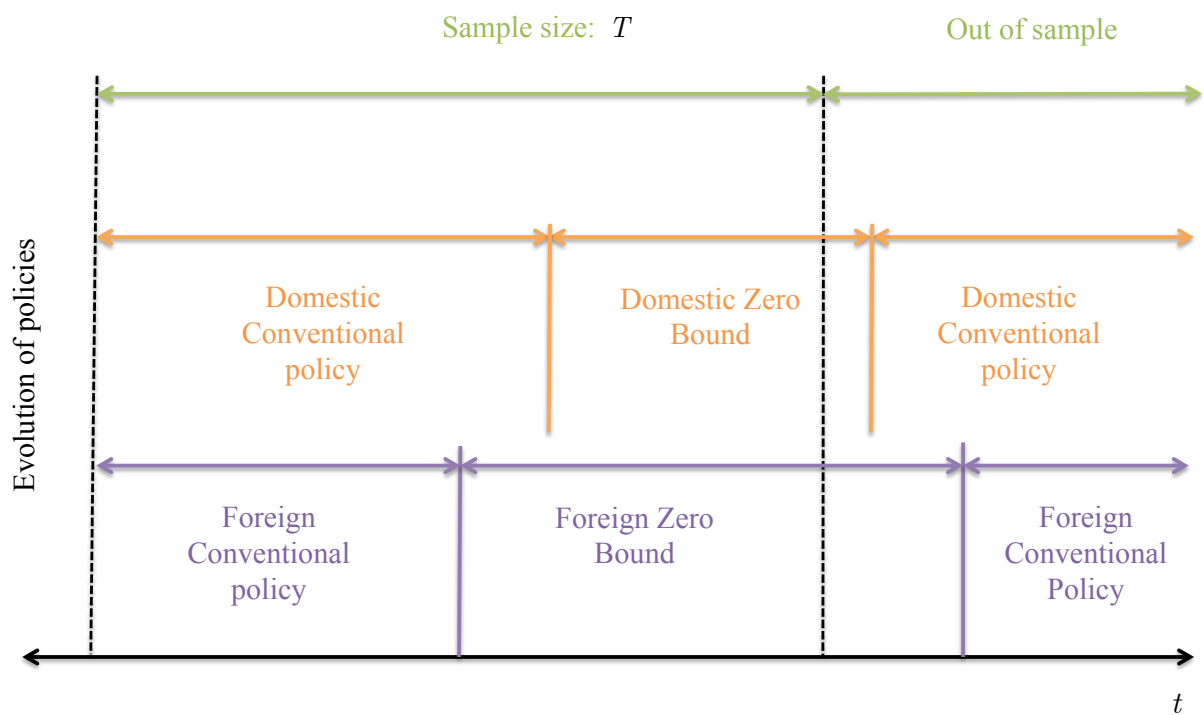 Sample size: T
Out of sample
Evolution of policies
Domestic
Conventional
policy
Domestic Zero
Bound
Domestic
Conventional
policy
Foreign
Conventional
policy
Foreign Zero
Bound
Foreign
Conventional
Policy
t